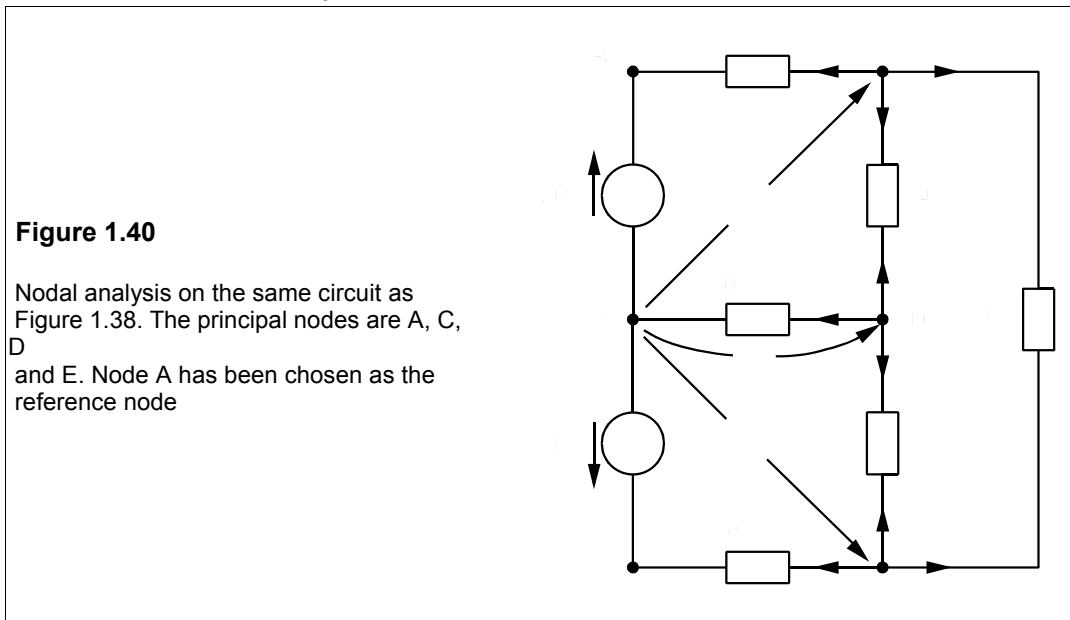 Figure 1.40
Nodal analysis on the same circuit as
Figure 1.38. The principal nodes are A, C,
D
and E. Node A has been chosen as the
reference node